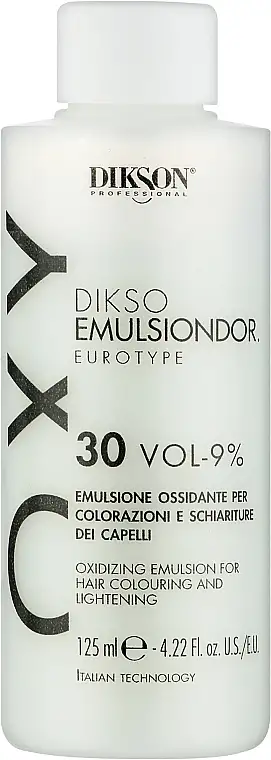 DIKSON®
PROFESSIONAL
OXY
DIKSO
EMULSIONDOR.
EUROTYPE
30 VOL-9%
EMULSIONE OSSIDANTE PER
COLORAZIONI E SCHIARITURE
DEI CAPELLI
OXIDIZING EMULSION FOR
HAIR COLOURING AND
LIGHTENING
125 ml ℮ - 4.22 Fl. oz. U.S./E.U.
ITALIAN TECHNOLOGY